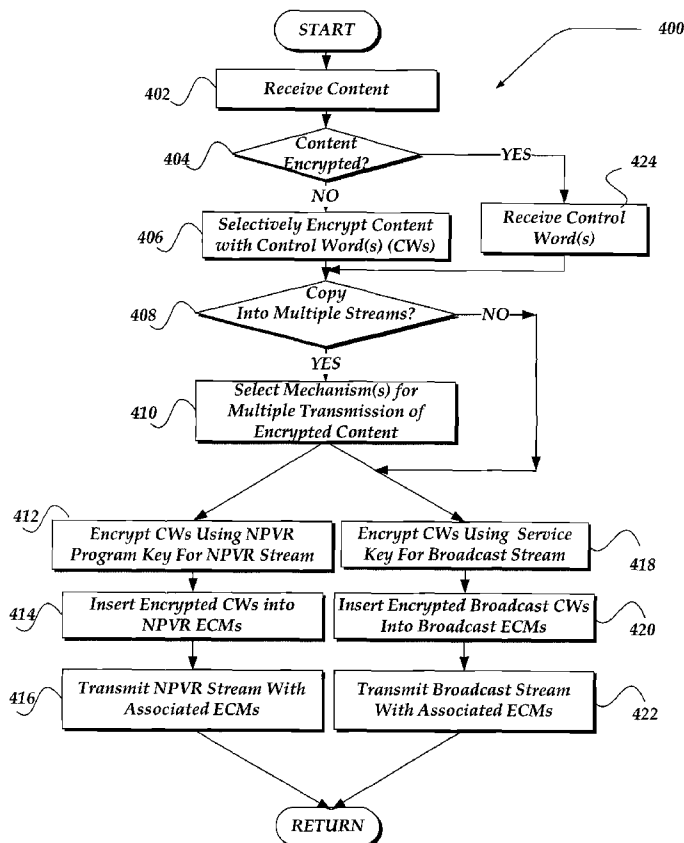 START
400
402
Receive Content
404
Content
Encrypted?
YES
NO
424
Receive Control
Word(s)
406
Selectively Encrypt Content
with Control Word(s) (CWs)
408
Copy
Into Multiple Streams?
NO
YES
410
Select Mechanism(s) for
Multiple Transmission of
Encrypted Content
412
Encrypt CWs Using NPVR
Program Key For NPVR Stream
Encrypt CWs Using Service
Key For Broadcast Stream
418
414
Insert Encrypted CWs into
NPVR ECMs
Insert Encrypted Broadcast CWs
Into Broadcast ECMs
420
416
Transmit NPVR Stream With
Associated ECMs
Transmit Broadcast Stream
With Associated ECMs
422
RETURN